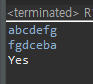 <terminated> R
abcdefg
fgdceba
Yes